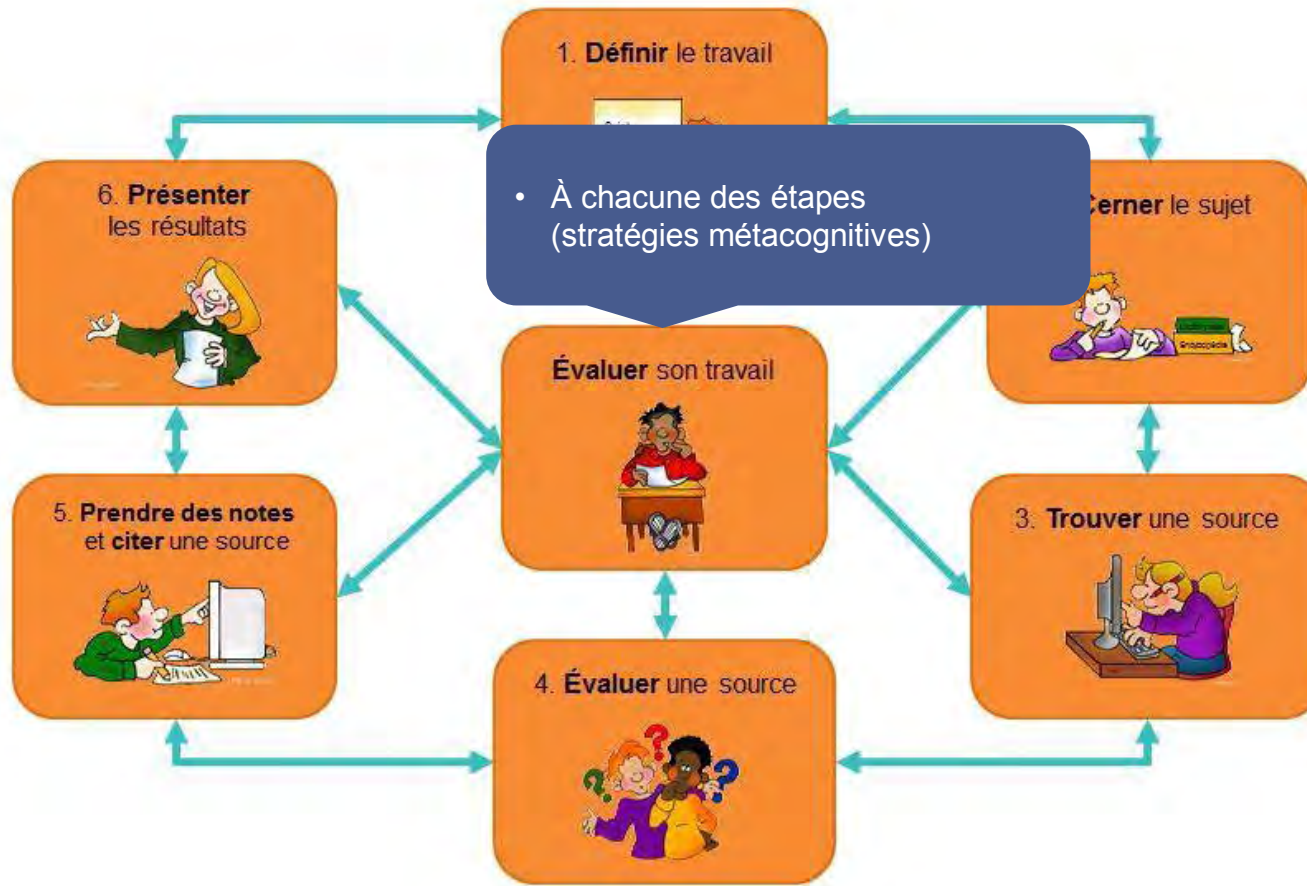 1. Définir le travail
• À chacune des étapes
(stratégies métacognitives)
6. Présenter
les résultats
Cerner le sujet
Évaluer son travail
5. Prendre des notes
et citer une source
3. Trouver une source
4. Évaluer une source